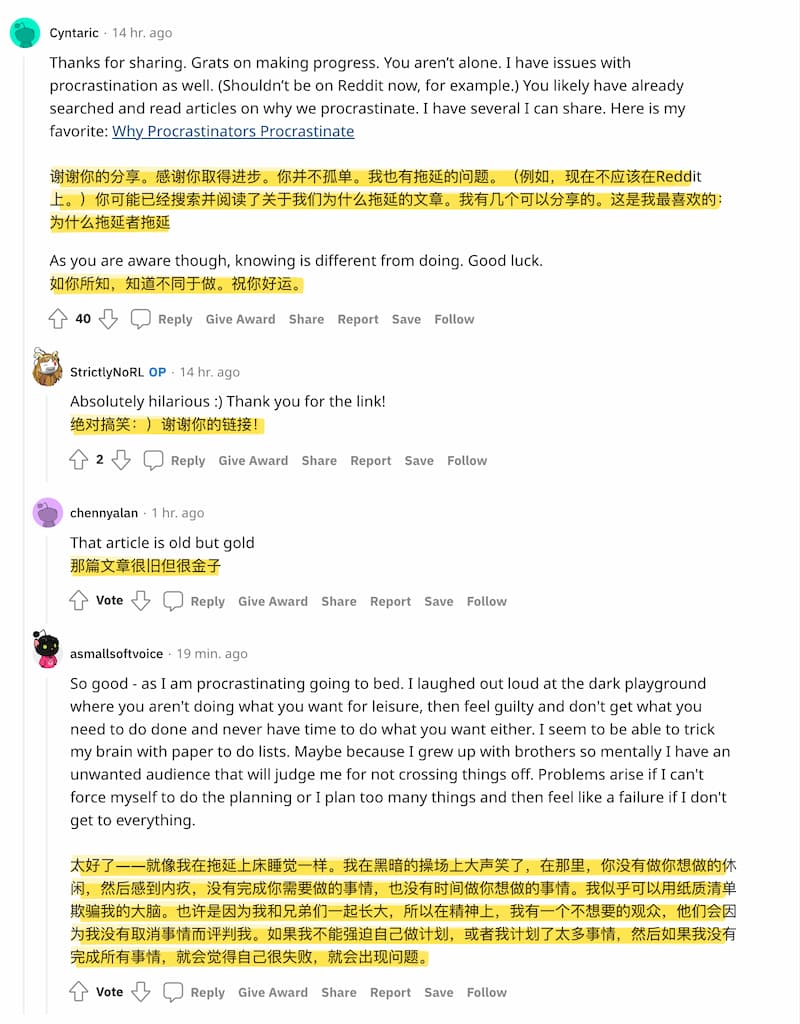 Cyntaric · 14 hr. ago
Thanks for sharing. Grats on making progress. You aren’t alone. I have issues with
procrastination as well. (Shouldn’t be on Reddit now, for example.) You likely have already
searched and read articles on why we procrastinate. I have several I can share. Here is my
favorite: Why Procrastinators Procrastinate
谢谢你的分享。感谢你取得进步。你并不孤单。我也有拖延的问题。（例如，现在不应该在Reddit
上。）你可能已经搜索并阅读了关于我们为什么拖延的文章。我有几个可以分享的。这是我最喜欢的：
为什么拖延者拖延
As you are aware though, knowing is different from doing. Good luck.
如你所知，知道不同于做。祝你好运。
40 Reply Give Award Share Report Save Follow
StrictlyNoRL OP · 14 hr. ago
Absolutely hilarious :) Thank you for the link!
绝对搞笑：）谢谢你的链接！
2 Reply Give Award Share Report Save Follow
chennyalan · 1 hr. ago
That article is old but gold
那篇文章很旧但很金子
Vote Reply Give Award Share Report Save Follow
asmallsoftvoice · 19 min. ago
So good - as I am procrastinating going to bed. I laughed out loud at the dark playground
where you aren't doing what you want for leisure, then feel guilty and don't get what you
need to do done and never have time to do what you want either. I seem to be able to trick
my brain with paper to do lists. Maybe because I grew up with brothers so mentally I have an
unwanted audience that will judge me for not crossing things off. Problems arise if I can't
force myself to do the planning or I plan too many things and then feel like a failure if I don't
get to everything.
太好了——就像我在拖延上床睡觉一样。我在黑暗的操场上大声笑了，在那里，你没有做你想做的休
闲，然后感到内疚，没有完成你需要做的事情，也没有时间做你想做的事情。我似乎可以用纸质清单
欺骗我的大脑。也许是因为我和兄弟们一起长大，所以在精神上，我有一个不想要的观众，他们会因
为我没有取消事情而评判我。如果我不能强迫自己做计划，或者我计划了太多事情，然后如果我没有
完成所有事情，就会觉得自己很失败，就会出现问题。
Vote Reply Give Award Share Report Save Follow